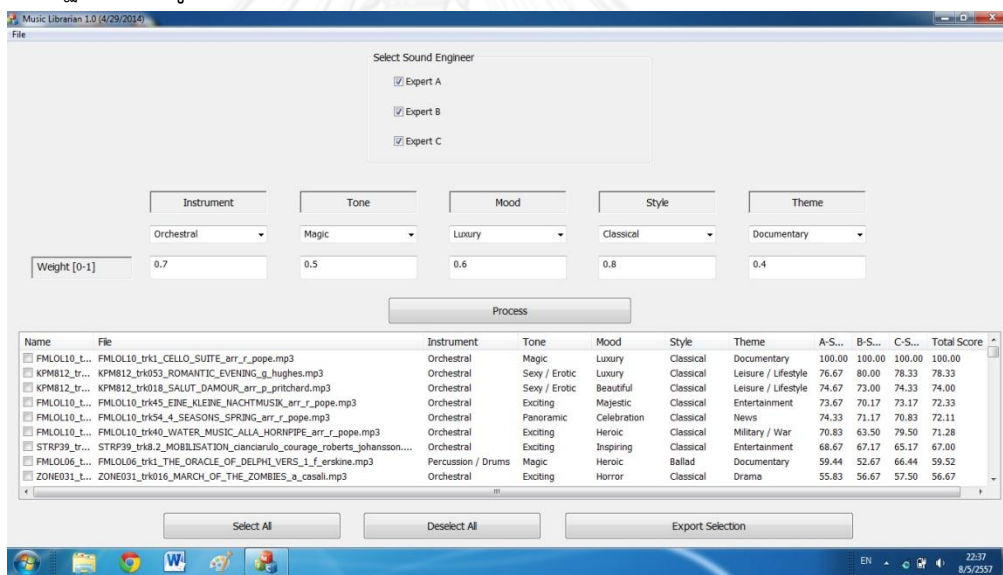 Music Librarian 1.0 (4/29/2014)
File
Select Sound Engineer
Expert A
Expert B
Expert C
Instrument Tone Mood Style Theme
Orchestral Magic Luxury Classical Documentary
Weight [0-1] 0.7 0.5 0.6 0.8 0.4
Process
Name File Instrument Tone Mood Style Theme A-S... B-S... C-S... Total Score
FMLOL10_t... FMLOL10_trk1_CELLO_SUITE_arr_r_pope.mp3 Orchestral Magic Luxury Classical Documentary 100.00 100.00 100.00 100.00
KPM812_tr... KPM812_trk053_ROMANTIC_EVENING_g_hughes.mp3 Orchestral Sexy / Erotic Luxury Classical Leisure / Lifestyle 76.67 80.00 78.33 78.33
KPM812_tr... KPM812_trk018_SALUT_DAMOUR_arr_p_pritchard.mp3 Orchestral Sexy / Erotic Beautiful Classical Leisure / Lifestyle 74.67 73.00 74.33 74.00
FMLOL10_t... FMLOL10_trk45_EINE_KLEINE_NACHTMUSIK_arr_r_pope.mp3 Orchestral Exciting Majestic Classical Entertainment 73.67 70.17 73.17 72.33
FMLOL10_t... FMLOL10_trk54_4_SEASONS_SPRING_arr_r_pope.mp3 Orchestral Panoramic Celebration Classical News 74.33 71.17 70.83 72.11
FMLOL10_t... FMLOL10_trk40_WATER_MUSIC_ALLA_HORNPIPE_arr_r_pope.mp3 Orchestral Exciting Heroic Classical Military / War 70.83 63.50 79.50 71.28
STRP39_tr... STRP39_trk8.2_MOBILISATION_cianciarulo_courage_roberts_johansson.... Orchestral Exciting Inspiring Classical Entertainment 68.67 67.17 65.17 67.00
FMLOL06_t... FMLOL06_trk1_THE_ORACLE_OF_DELPHI_VERS_1_f_erskine.mp3 Percussion / Drums Magic Heroic Ballad Documentary 59.44 52.67 66.44 59.52
ZONE031_t... ZONE031_trk016_MARCH_OF_THE_ZOMBIES_a_casali.mp3 Orchestral Exciting Horror Classical Drama 55.83 56.67 57.50 56.67
Select All Deselect All Export Selection
EN 22:37
8/5/2557